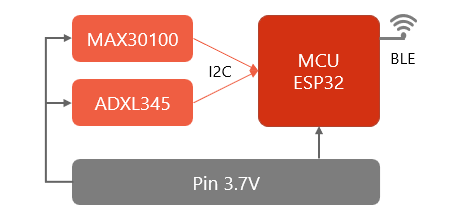 MAX30100
MCU
ESP32
BLE
I2C
ADXL345
Pin 3.7V